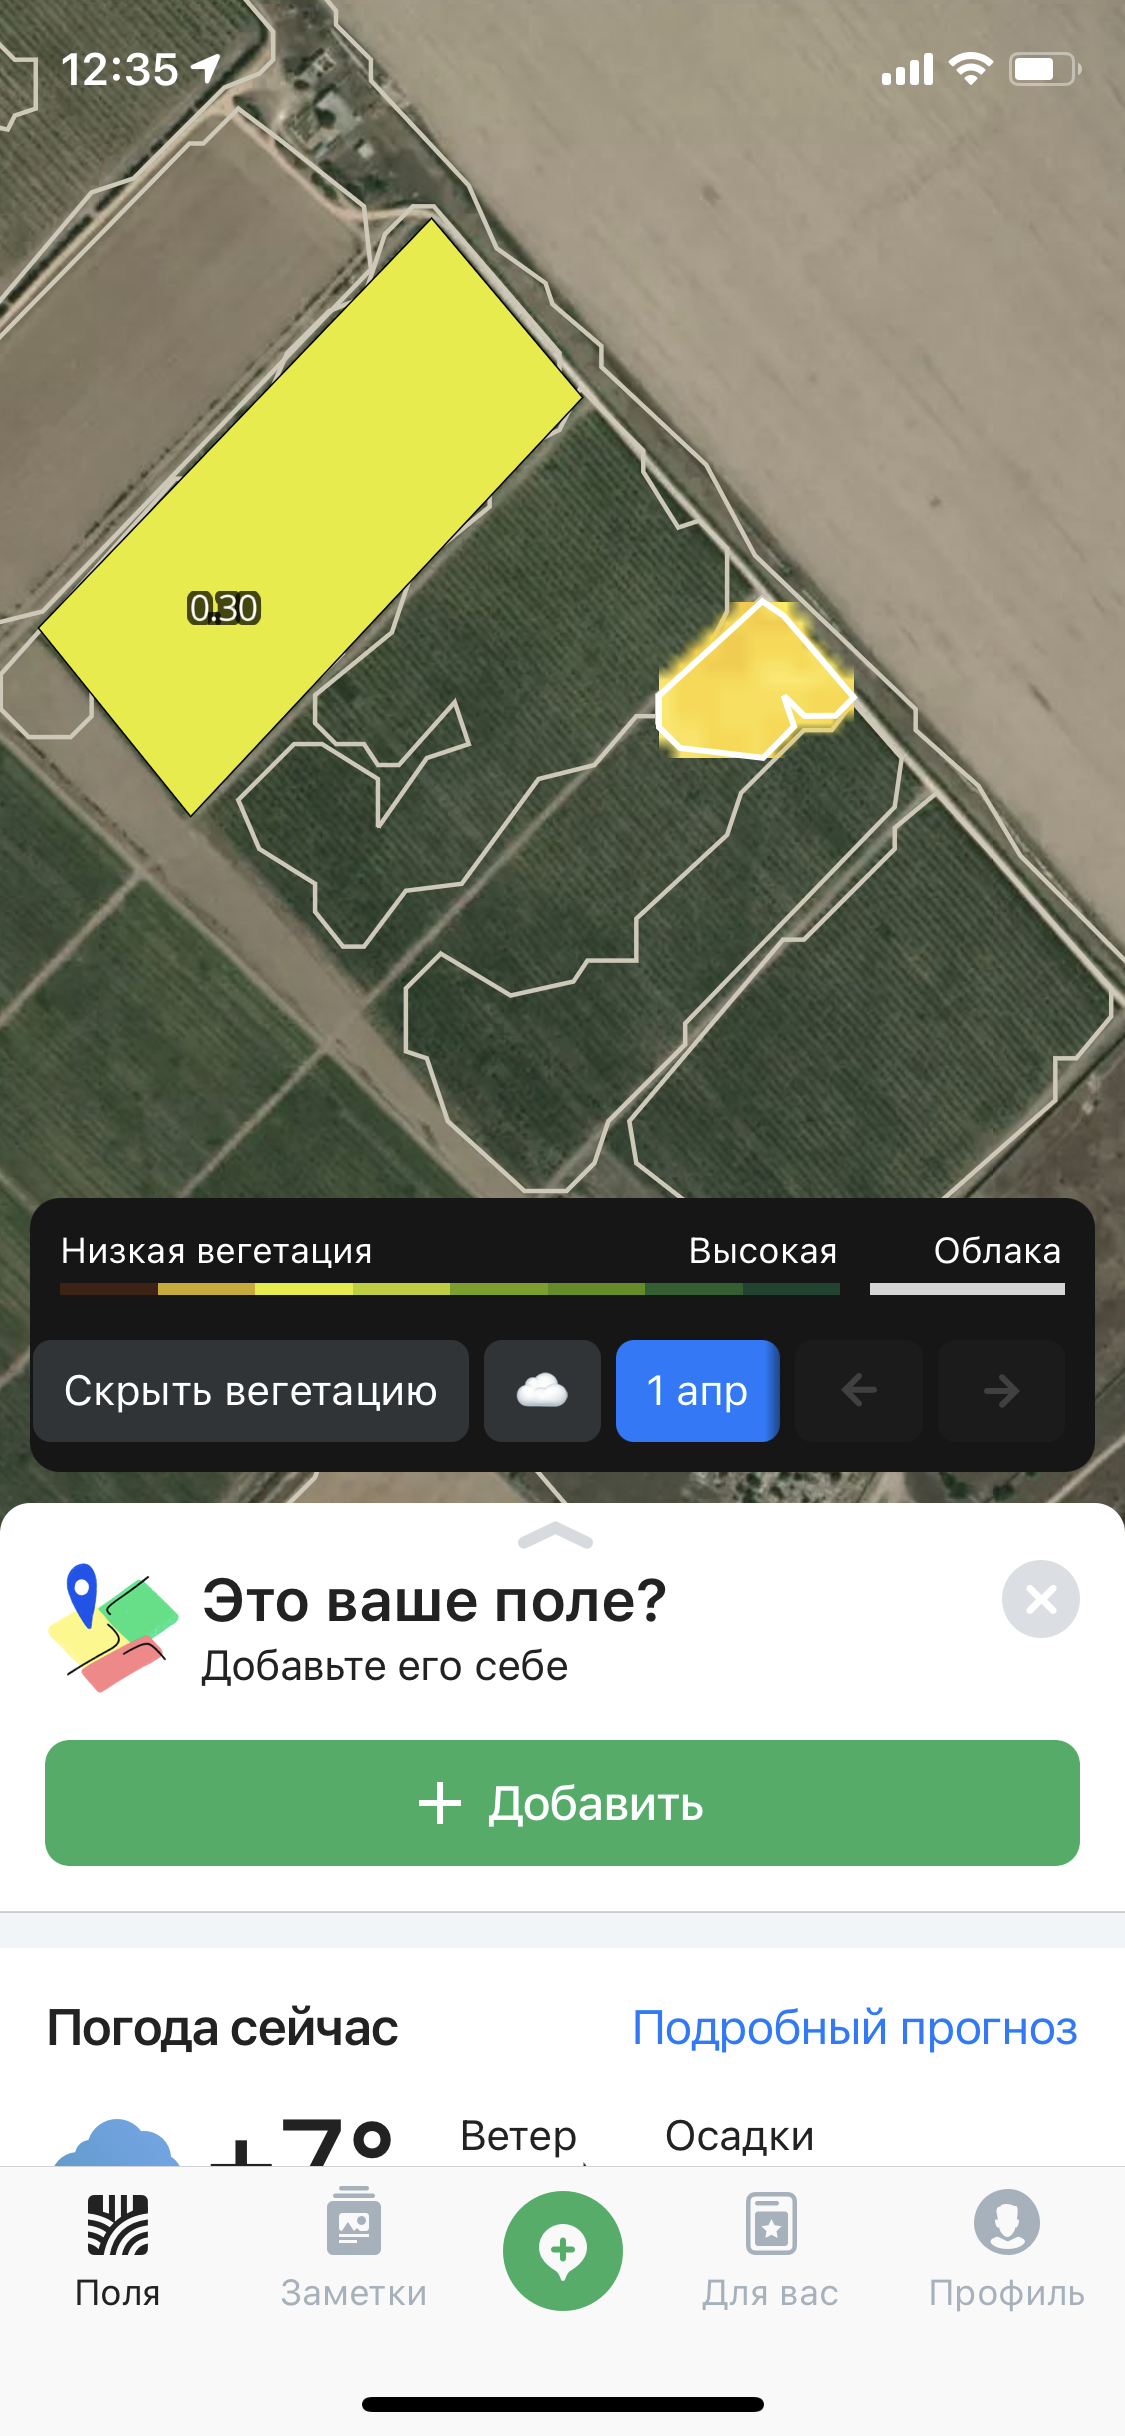 12:35
0.30
Низкая вегетация
Высокая
Облака
Скрыть вегетацию
1 апр
Это ваше поле?
Добавьте его себе
Добавить
Погода сейчас
Подробный прогноз
+7°
Ветер
Осадки
Поля
Заметки
Для вас
Профиль